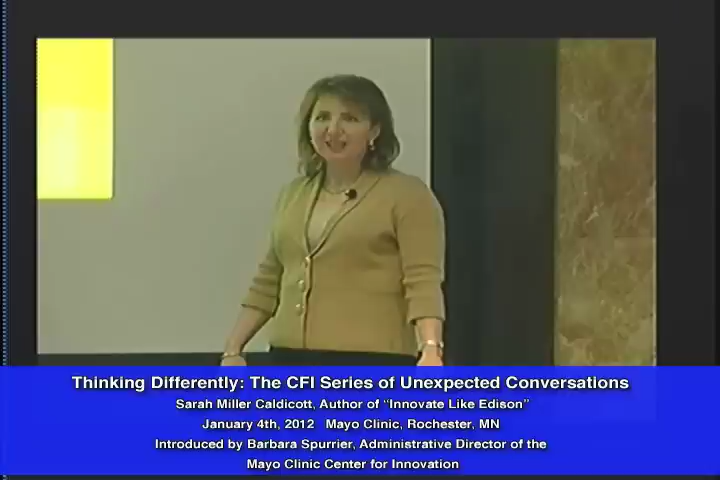 Thinking Differently: The CFI Series of Unexpected Conversations
Sarah Miller Caldicott, Author of “Innovate Like Edison”
January 4th, 2012 Mayo Clinic, Rochester, MN
Introduced by Barbara Spurrier, Administrative Director of the
Mayo Clinic Center for Innovation